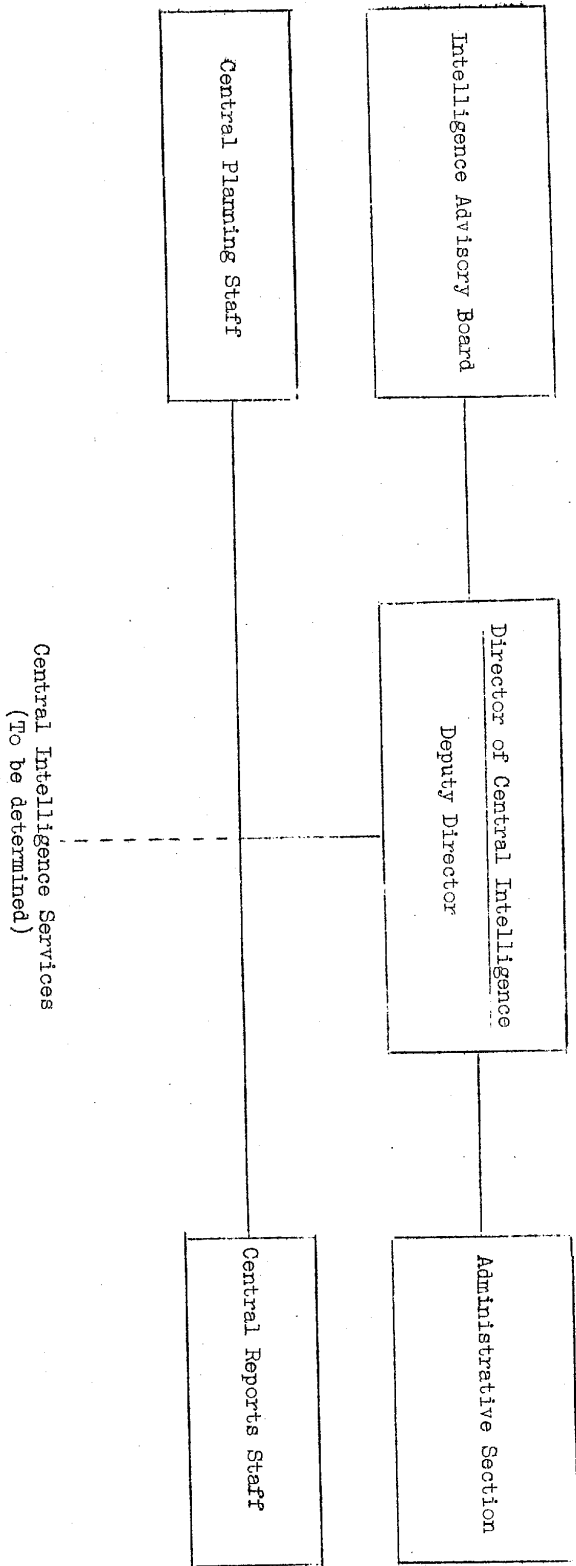 Intelligence Advisory Board
Director of Central Intelligence
Deputy Director
Administrative Section
Central Planning Staff
Central Reports Staff
Central Intelligence Services
(To be determined)